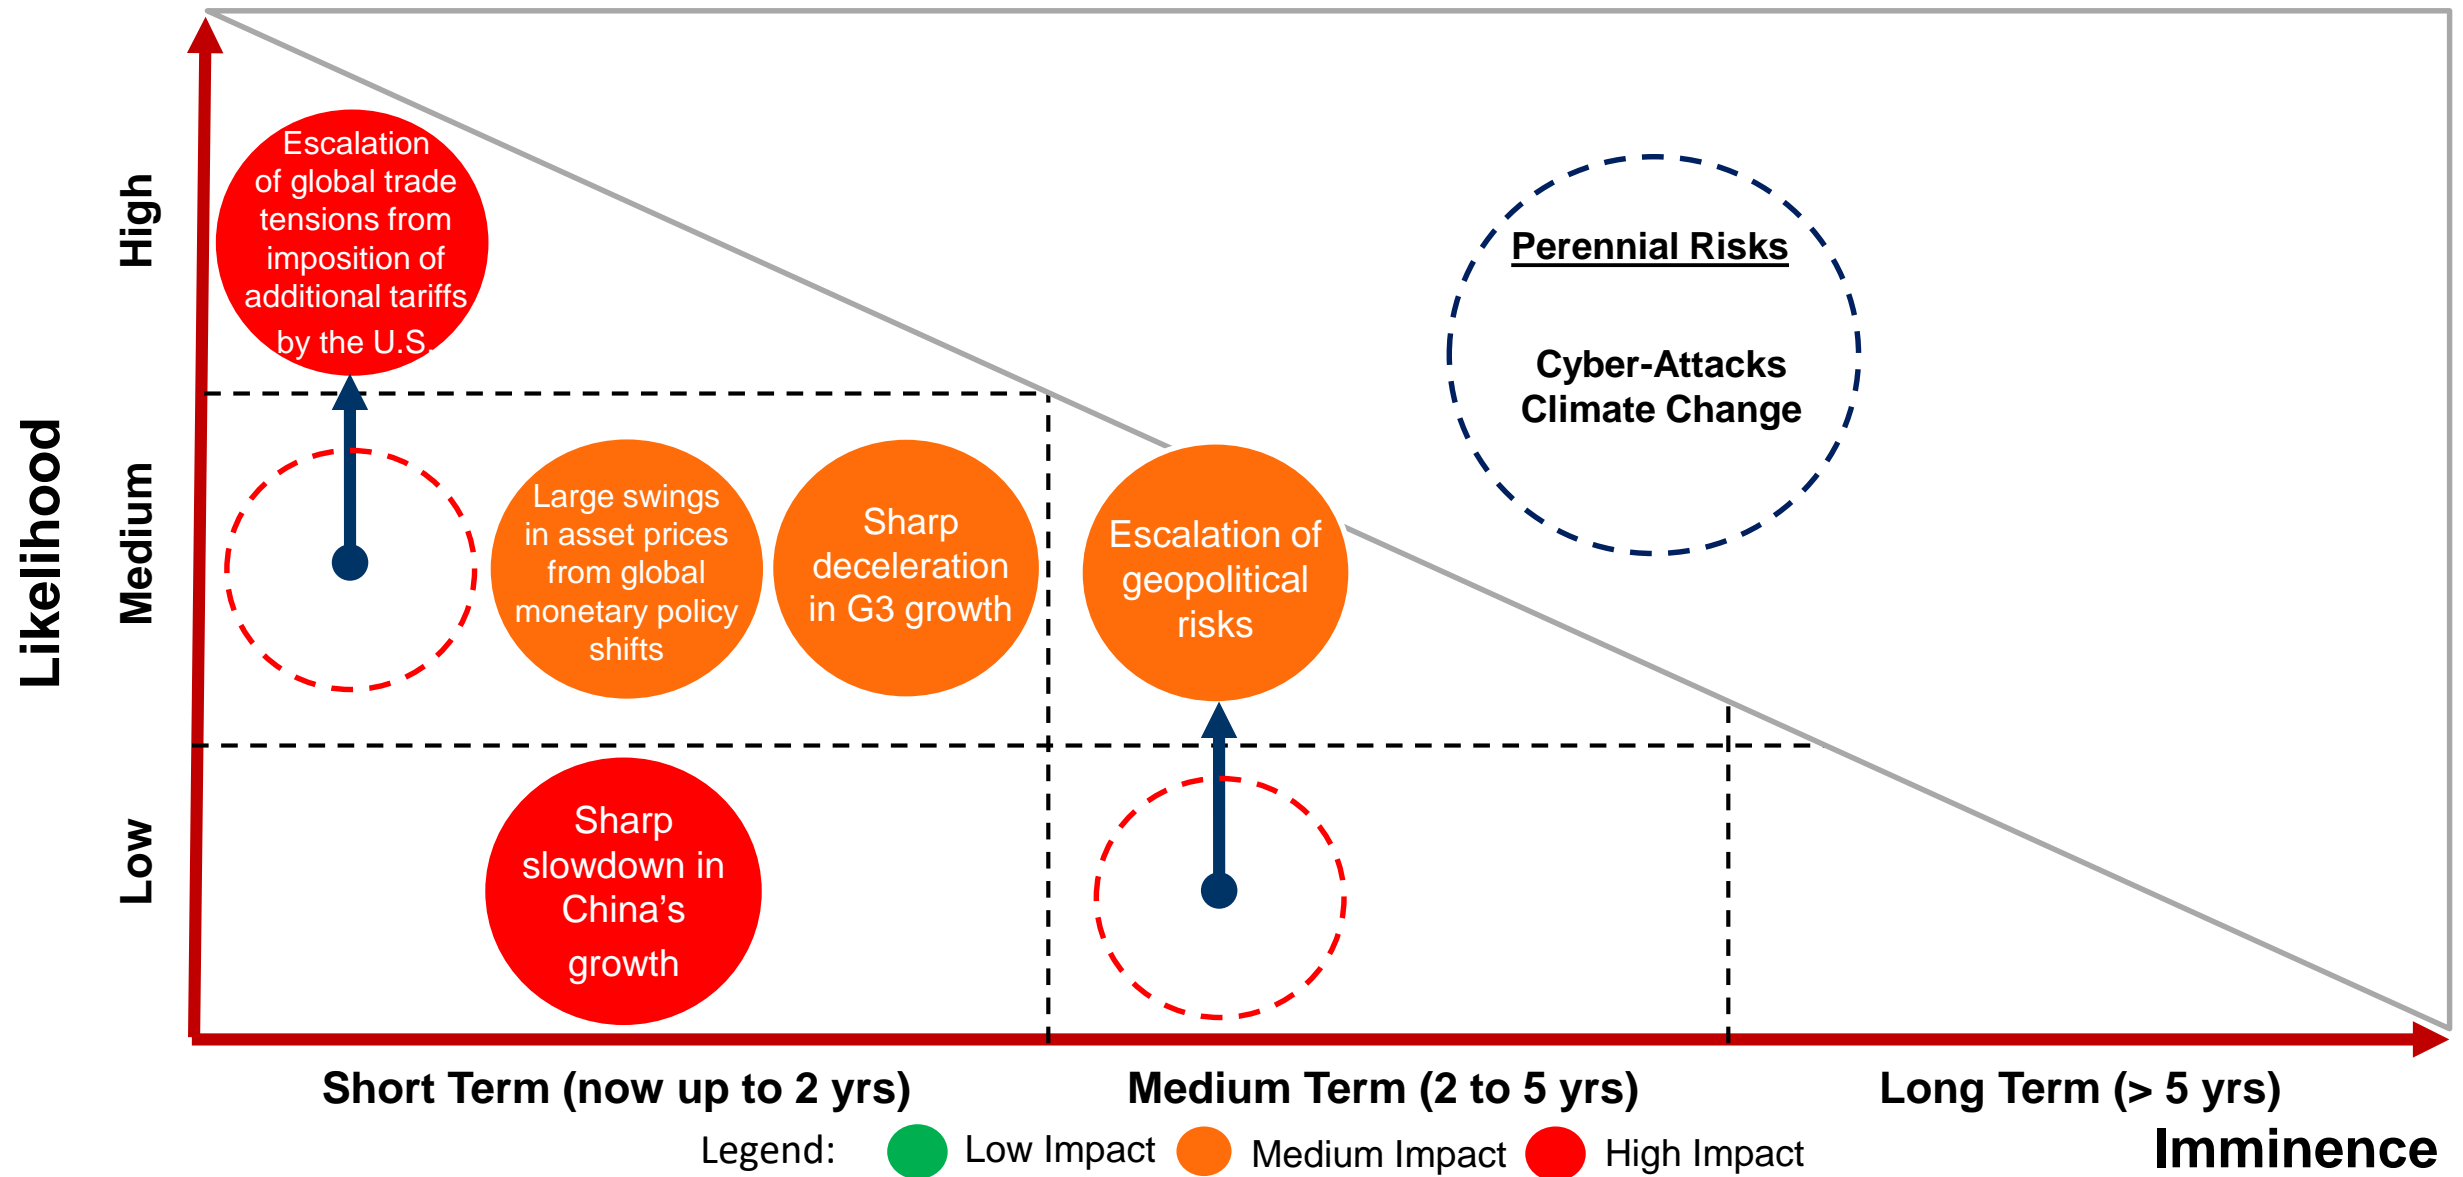 Likelihood
High
Medium
Low
Escalation
of global trade
tensions from
imposition of
additional tariffs
by the U.S.
Perennial Risks
Cyber-Attacks
Climate Change
Large swings
in asset prices
from global
monetary policy
shifts
Sharp
deceleration
in G3 growth
Escalation of
geopolitical
risks
Sharp
slowdown in
China’s
growth
Short Term (now up to 2 yrs)
Medium Term (2 to 5 yrs)
Long Term (> 5 yrs)
Imminence
Legend:
Low Impact
Medium Impact
High Impact